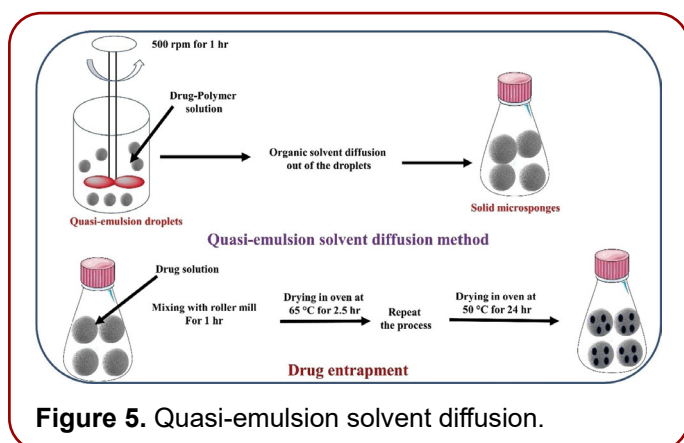 500 rpm for 1 hr
Drug-Polymer
solution
Organic solvent diffusion
out of the droplets
Quasi-emulsion droplets
Solid microsponges
Quasi-emulsion solvent diffusion method
Drug solution
Mixing with roller mill
For 1 hr
Drying in oven at
65 °C for 2.5 hr
Repeat
the process
Drying in oven at
50 °C for 24 hr
Drug entrapment
Figure 5. Quasi-emulsion solvent diffusion.